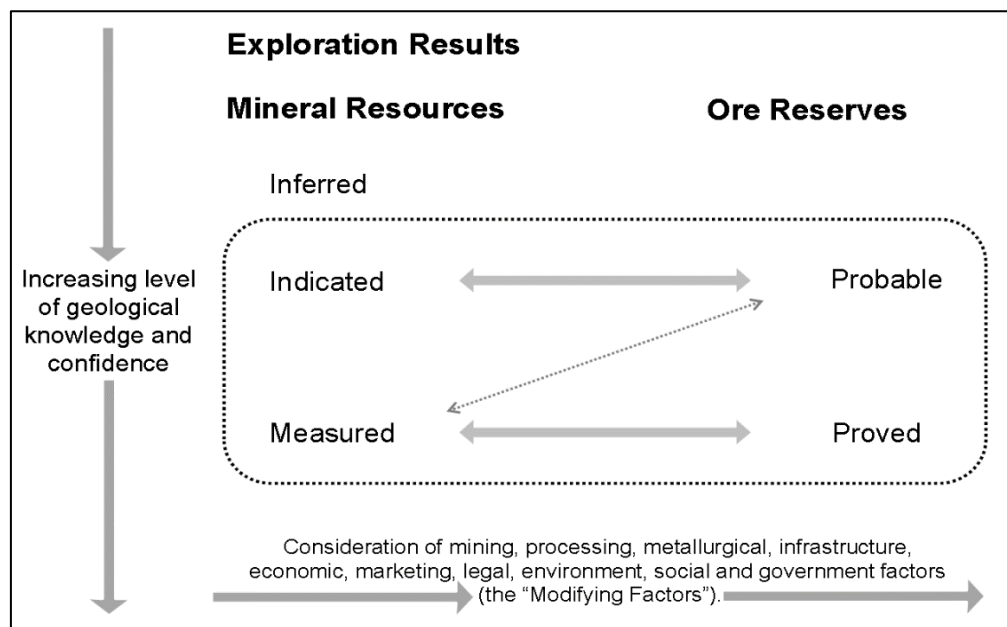 Exploration Results
Mineral Resources
Ore Reserves
Inferred
Increasing level
of geological
knowledge and
confidence
Indicated
Probable
Measured
Proved
Consideration of mining, processing, metallurgical, infrastructure,
economic, marketing, legal, environment, social and government factors
(the “Modifying Factors”).